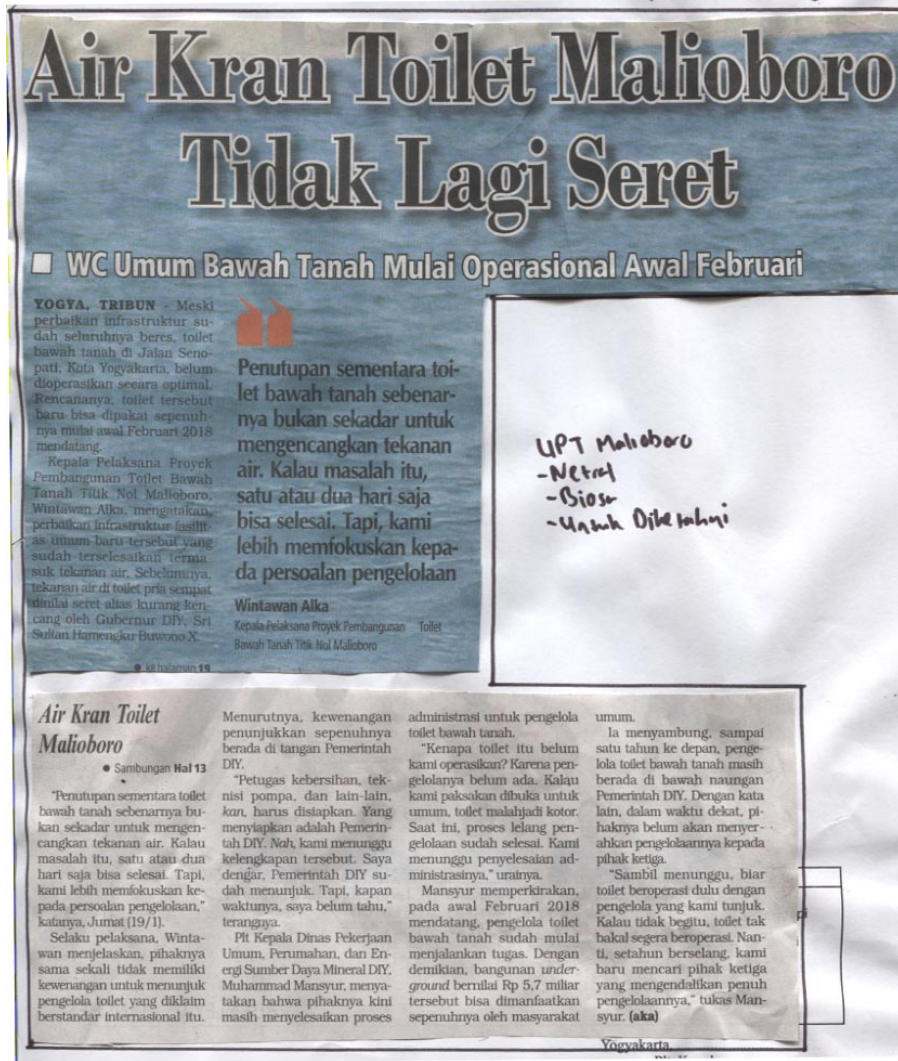 Air Kran Toilet Malioboro
Tidak Lagi Seret
WC Umum Bawah Tanah Mulai Operasional Awal Februari
YOGYA, TRIBUN - Meski
perbaikan infrastruktur su-
dah seluruhnya beres, toilet
bawah tanah di Jalan Seno-
pati, Kota Yogyakarta, belum
dioperasikan secara optimal.
Rencananya, toilet tersebut
baru bisa dipakai sepenuh-
nya mulai awal Februari 2018
mendatang.
Kepala Pelaksana Proyek
Pembangunan Toilet Bawah
Tanah Titik Nol Malioboro,
Wintawan Alka, mengatakan,
perbaikan infrastruktur fasilit-
as umum baru tersebut yang
sudah terselesaikan terma
suk tekanan air. Sebelumnya,
tekanan air di toilet pria sempat
dinilai seret alias kurang ken-
cang oleh Gubernur DIY, Sri
Sultan Hamengku Buwono X.
● ke halaman 19
Penutupan sementara toi-
let bawah tanah sebenar-
nya bukan sekadar untuk
mengencangkan tekanan
air. Kalau masalah itu,
satu atau dua hari saja
bisa selesai. Tapi, kami
lebih memfokuskan kepa-
da persoalan pengelolaan
Wintawan Alka
Kepala Pelaksana Proyek Pembangunan Toilet
Bawah Tanah Titik Nol Malioboro
UPT Malioboro
- Netral
- Biasa
- Untuk Diketahui
Air Kran Toilet
Malioboro
● Sambungan Hal 13
"Penutupan sementara toilet
bawah tanah sebenarnya bu-
kan sekadar untuk mengen-
cangkan tekanan air. Kalau
masalah itu, satu atau dua
hari saja bisa selesai. Tapi,
kami lebih memfokuskan ke-
pada persoalan pengelolaan,"
katanya, Jumat (19/1).
Selaku pelaksana, Winta-
wan menjelaskan, pihaknya
sama sekali tidak memiliki
kewenangan untuk menunjuk
pengelola toilet yang diklaim
berstandar internasional itu.
Menurutnya, kewenangan
penunjukkan sepenuhnya
berada di tangan Pemerintah
DIY.
"Petugas kebersihan, tek-
nisi pompa, dan lain-lain,
kan, harus disiapkan. Yang
menyiapkan adalah Pemerin-
tah DIY. Nah, kami menunggu
kelengkapan tersebut. Saya
dengar, Pemerintah DIY su-
dah menunjuk. Tapi, kapan
waktunya, saya belum tahu,"
terangnya.
Plt Kepala Dinas Pekerjaan
Umum, Perumahan, dan En-
ergi Sumber Daya Mineral DIY,
Muhammad Mansyur, menya-
takan bahwa pihaknya kini
masih menyelesaikan proses
administrasi untuk pengelola
toilet bawah tanah.
"Kenapa toilet itu belum
kami operasikan? Karena pen-
gelolanya belum ada. Kalau
kami paksakan dibuka untuk
umum, toilet malahjadi kotor.
Saat ini, proses lelang pen-
gelolaan sudah selesai. Kami
menunggu penyelesaian ad-
ministrasinya," urainya.
Mansyur memperkirakan,
pada awal Februari 2018
mendatang, pengelola toilet
bawah tanah sudah mulai
menjalankan tugas. Dengan
demikian, bangunan under-
ground bernilai Rp 5,7 miliar
tersebut bisa dimanfaatkan
sepenuhnya oleh masyarakat
umum.
Ia menyambung, sampai
satu tahun ke depan, penge-
lola toilet bawah tanah masih
berada di bawah naungan
Pemerintah DIY. Dengan kata
lain, dalam waktu dekat, pi-
haknya belum akan menyer-
ahkan pengelolaannya kepada
pihak ketiga.
"Sambil menunggu, biar
toilet beroperasi dulu dengan
pengelola yang kami tunjuk.
Kalau tidak begitu, toilet tak
bakal segera beroperasi. Nan-
ti, setahun berselang, kami
baru mencari pihak ketiga
yang mengendalikan penuh
pengelolaannya," tukas Man-
syur. (aka)
pi
Yogyakarta,